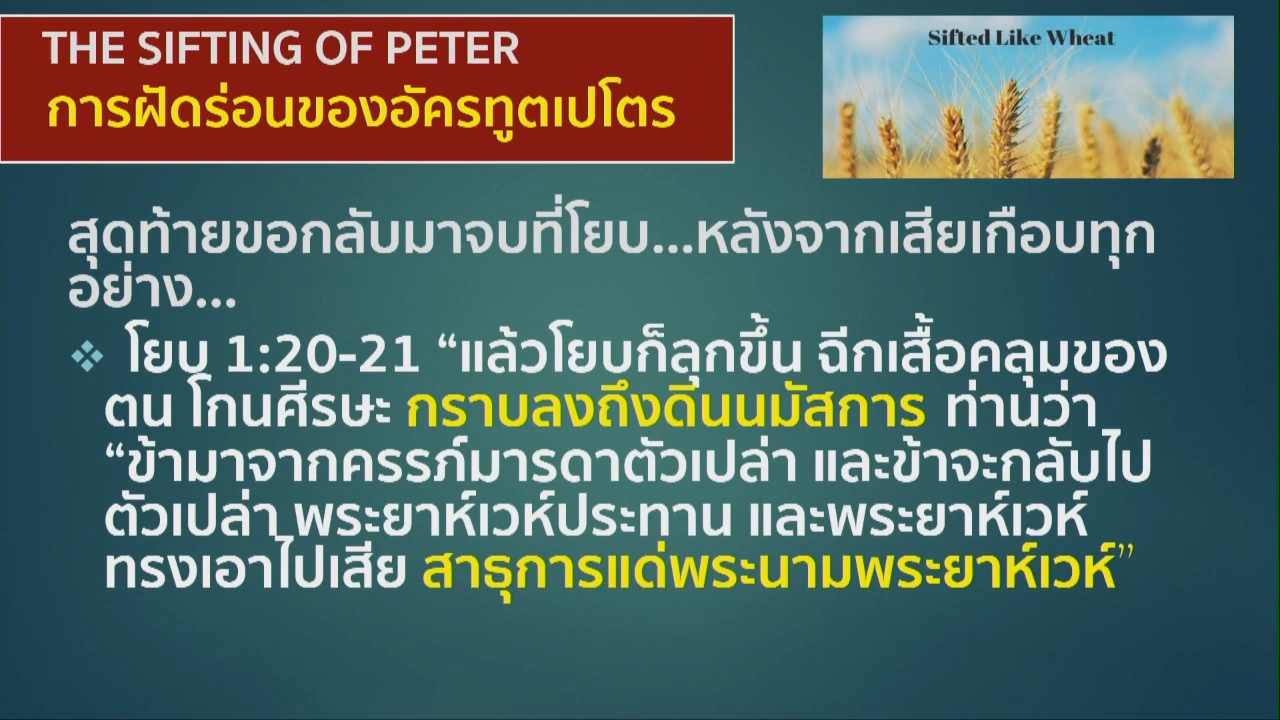 THE SIFTING OF PETER
การฝัดร่อนของอัครทูตเปโตร
Sifted Like Wheat
สุดท้ายขอกลับมาจบที่โยบ...หลังจากเสียเกือบทุก
อย่าง...
❖ โยบ 1:20-21 “แล้วโยบก็ลุกขึ้น ฉีกเสื้อคลุมของ
ตน โกนศีรษะ กราบลงถึงดินนมัสการ ท่านว่า
“ข้ามาจากครรภ์มารดาตัวเปล่า และข้าจะกลับไป
ตัวเปล่า พระยาห์เวห์ประทาน และพระยาห์เวห์
ทรงเอาไปเสีย สาธุการแด่พระนามพระยาห์เวห์”